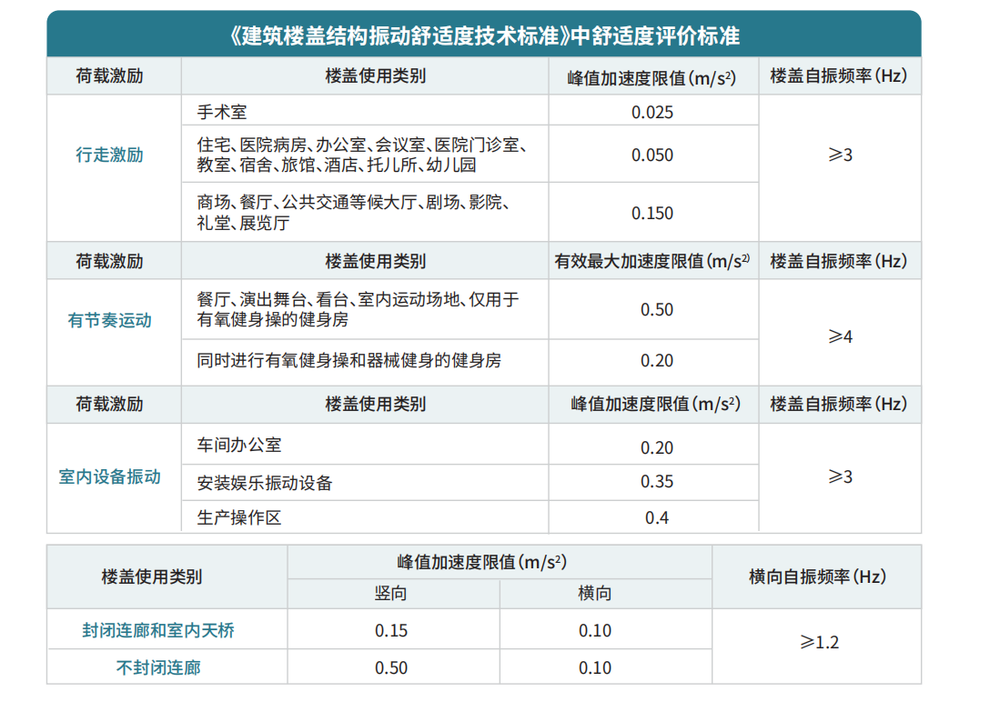 《建筑楼盖结构振动舒适度技术标准》中舒适度评价标准
荷载激励 楼盖使用类别 峰值加速度限值(m/s²) 楼盖自振频率(Hz)
行走激励
手术室 0.025
住宅、医院病房、办公室、会议室、医院门诊室、
教室、宿舍、旅馆、酒店、托儿所、幼儿园
0.050
商场、餐厅、公共交通等候大厅、剧场、影院、
礼堂、展览厅
0.150
⩾3
荷载激励 楼盖使用类别 有效最大加速度限值(m/s²) 楼盖自振频率(Hz)
有节奏运动
餐厅、演出舞台、看台、室内运动场地、仅用于
有氧健身操的健身房
0.50
同时进行有氧健身操和器械健身的健身房 0.20
⩾4
荷载激励 楼盖使用类别 峰值加速度限值(m/s²) 楼盖自振频率(Hz)
室内设备振动
车间办公室 0.20
安装娱乐振动设备 0.35
生产操作区 0.4
⩾3
楼盖使用类别 峰值加速度限值(m/s²) 横向自振频率(Hz)
竖向 横向
封闭连廊和室内天桥 0.15 0.10
不封闭连廊 0.50 0.10
⩾1.2